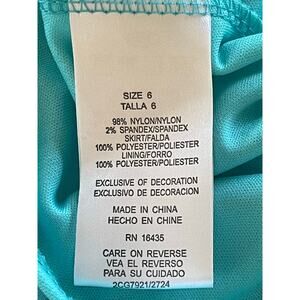 SIZE 6
TALLA 6
98% NYLON/NYLON
2% SPANDEX/SPANDEX
SKIRT/FALDA
100% POLYESTER/POLIESTER
LINING/FORRO
100% POLYESTER/POLIESTER
EXCLUSIVE OF DECORATION
EXCLUSIVO DE DECORACION
MADE IN CHINA
HECHO EN CHINE
RN 16435
CARE ON REVERSE
VEA EL REVERSO
PARA SU CUIDADO
2CG7921/2724